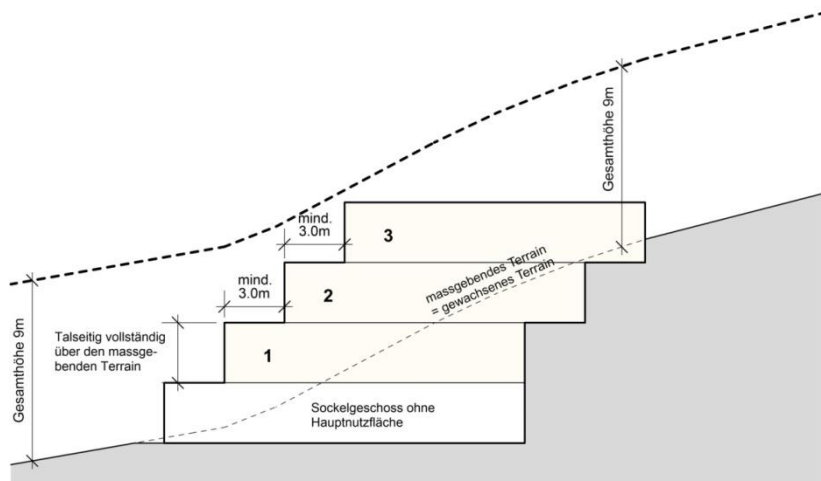 Gesamthöhe 9m
mind.
3.0m
3
massgebendes Terrain
= gewachsenes Terrain
mind.
3.0m
2
Talseitig vollständig
über den massge-
benden Terrain
1
Gesamthöhe 9m
Sockelgeschoss ohne
Hauptnutzfläche